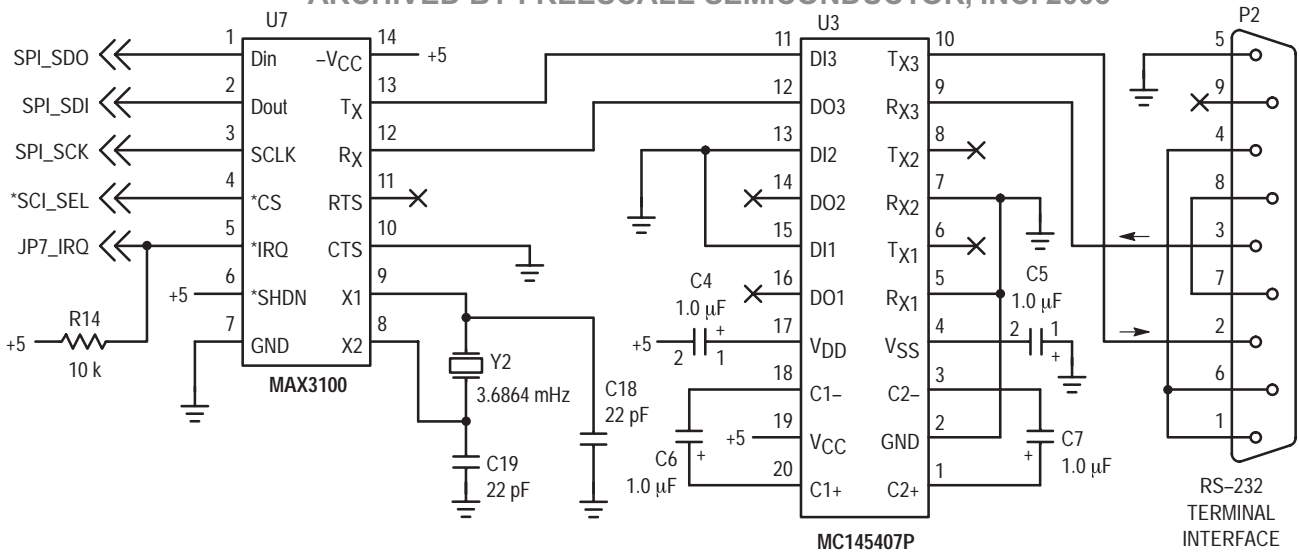 U7
SPI_SDO
1
Din
SPI_SDI
2
Dout
SPI_SCK
3
SCLK
*SCI_SEL
4
*CS
JP7_IRQ
5
*IRQ
+5
6
*SHDN
7
GND
–VCC
14
+5
TX
13
RX
12
RTS
11
CTS
10
X1
9
X2
8
MAX3100
+5
R14
10 k
Y2
3.6864 mHz
C18
22 pF
C19
22 pF
U3
11
DI3
12
DO3
13
DI2
14
DO2
15
DI1
16
DO1
17
VDD
18
C1–
19
VCC
20
C1+
TX3
10
RX3
9
TX2
8
RX2
7
TX1
6
RX1
5
VSS
4
C2–
3
GND
2
C2+
1
MC145407P
C4
1.0 µF
+
+5
2
1
+5
C6
+
1.0 µF
C5
1.0 µF
2
1
+
C7
+
1.0 µF
P2
5
9
4
8
3
7
2
6
1
RS–232
TERMINAL
INTERFACE